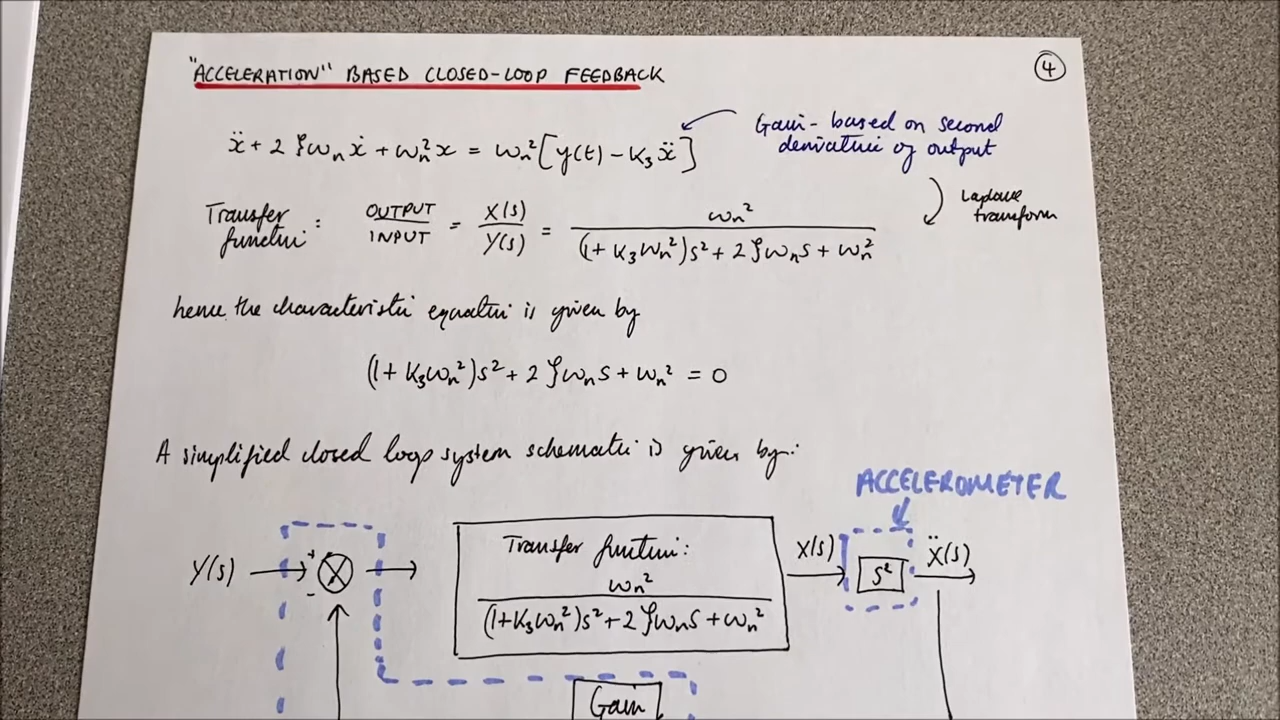 "ACCELERATION" BASED CLOSED-LOOP FEEDBACK
4
ẍ + 2ζωₙẋ + ωₙ²x = ωₙ²[y(t) - K₃ẍ]
Gain - based on second
derivative of output
Laplace
transform
Transfer function : OUTPUT/INPUT = X(s)/Y(s) = ωₙ²/((1 + K₃ωₙ²)s² + 2ζωₙs + ωₙ²)
hence the characteristic equation is given by
(1 + K₃ωₙ²)s² + 2ζωₙs + ωₙ² = 0
A simplified closed loop system schematic is given by:
ACCELEROMETER
Y(s) + - X
Transfer function:
ωₙ²/((1+K₃ωₙ²)s² + 2ζωₙs + ωₙ²)
X(s)
s²
Ẍ(s)
Gain